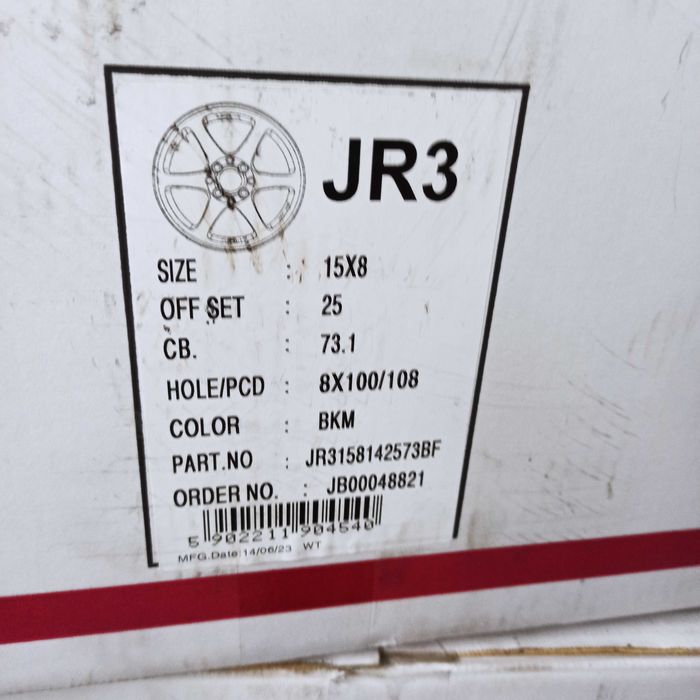 JR3
SIZE : 15X8
OFF SET : 25
CB. : 73.1
HOLE/PCD : 8X100/108
COLOR : BKM
PART.NO : JR3158142573BF
ORDER NO. : JB00048821
5 902211 904540
MFG.Date:14/06/23 WT